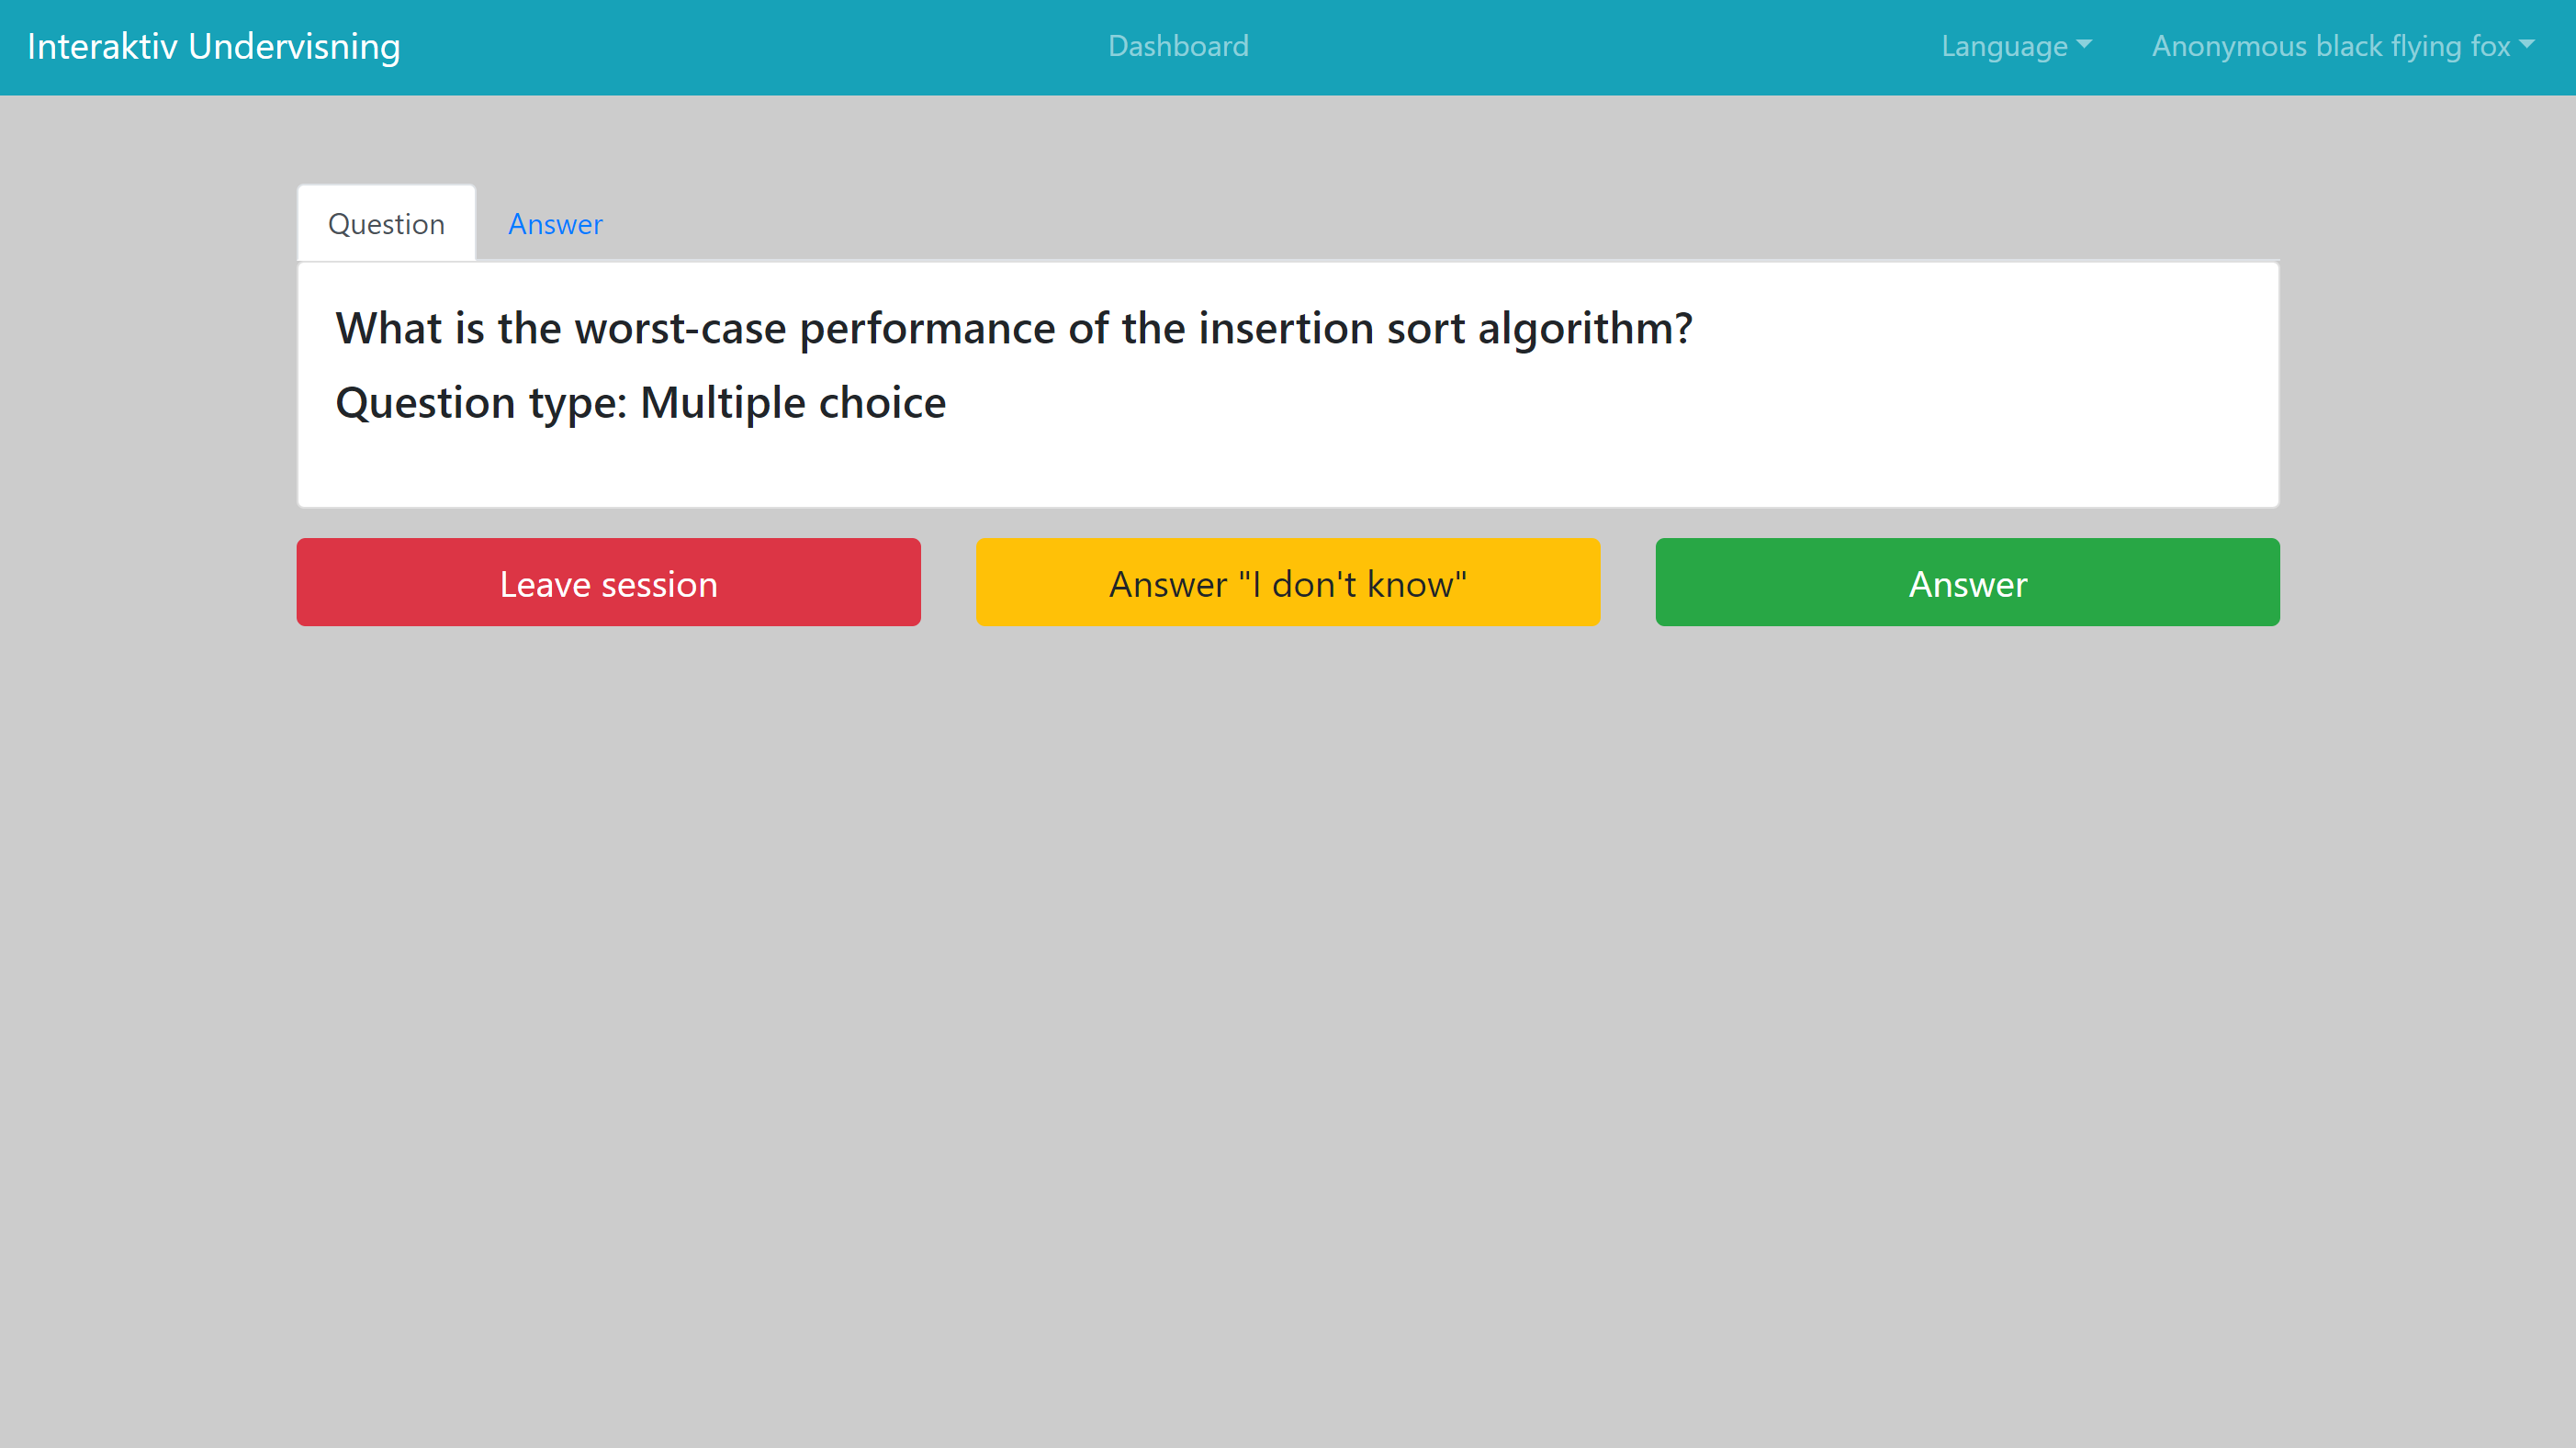 Interaktiv Undervisning
Dashboard
Language
Anonymous black flying fox
Question
Answer
What is the worst-case performance of the insertion sort algorithm?
Question type: Multiple choice
Leave session
Answer "I don't know"
Answer